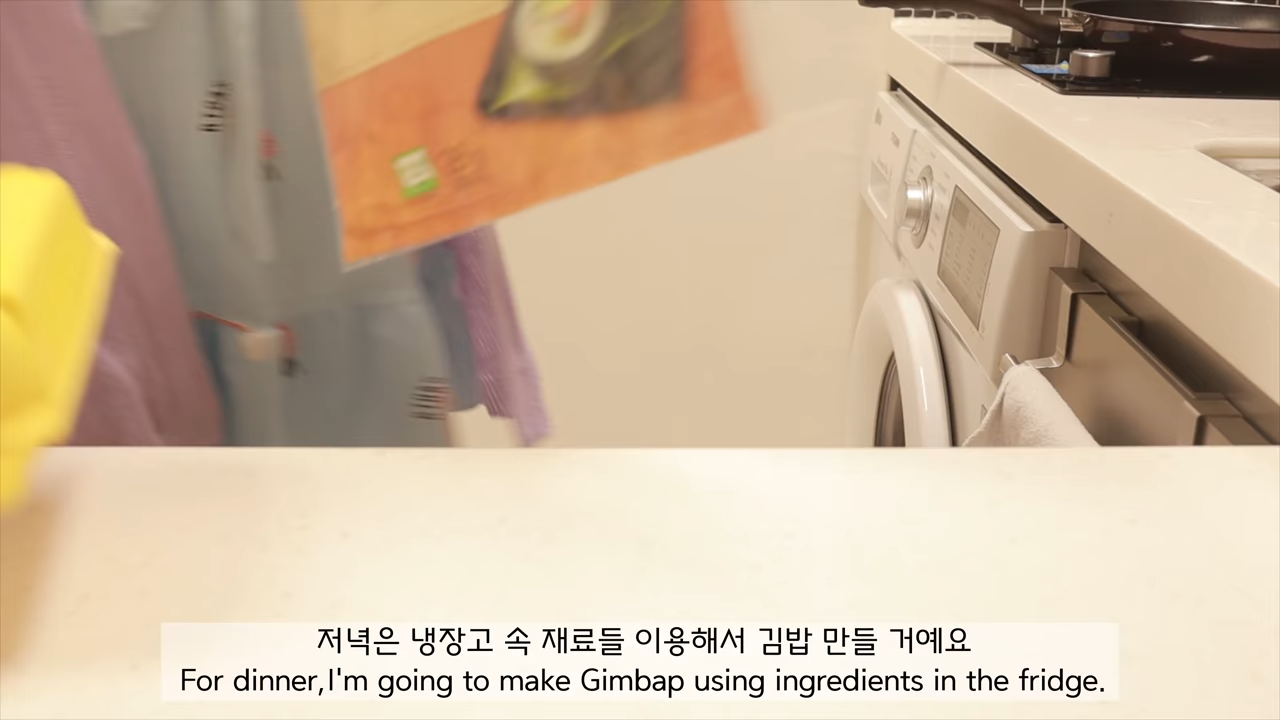 저녁은 냉장고 속 재료들 이용해서 김밥 만들 거예요
For dinner,I'm going to make Gimbap using ingredients in the fridge.